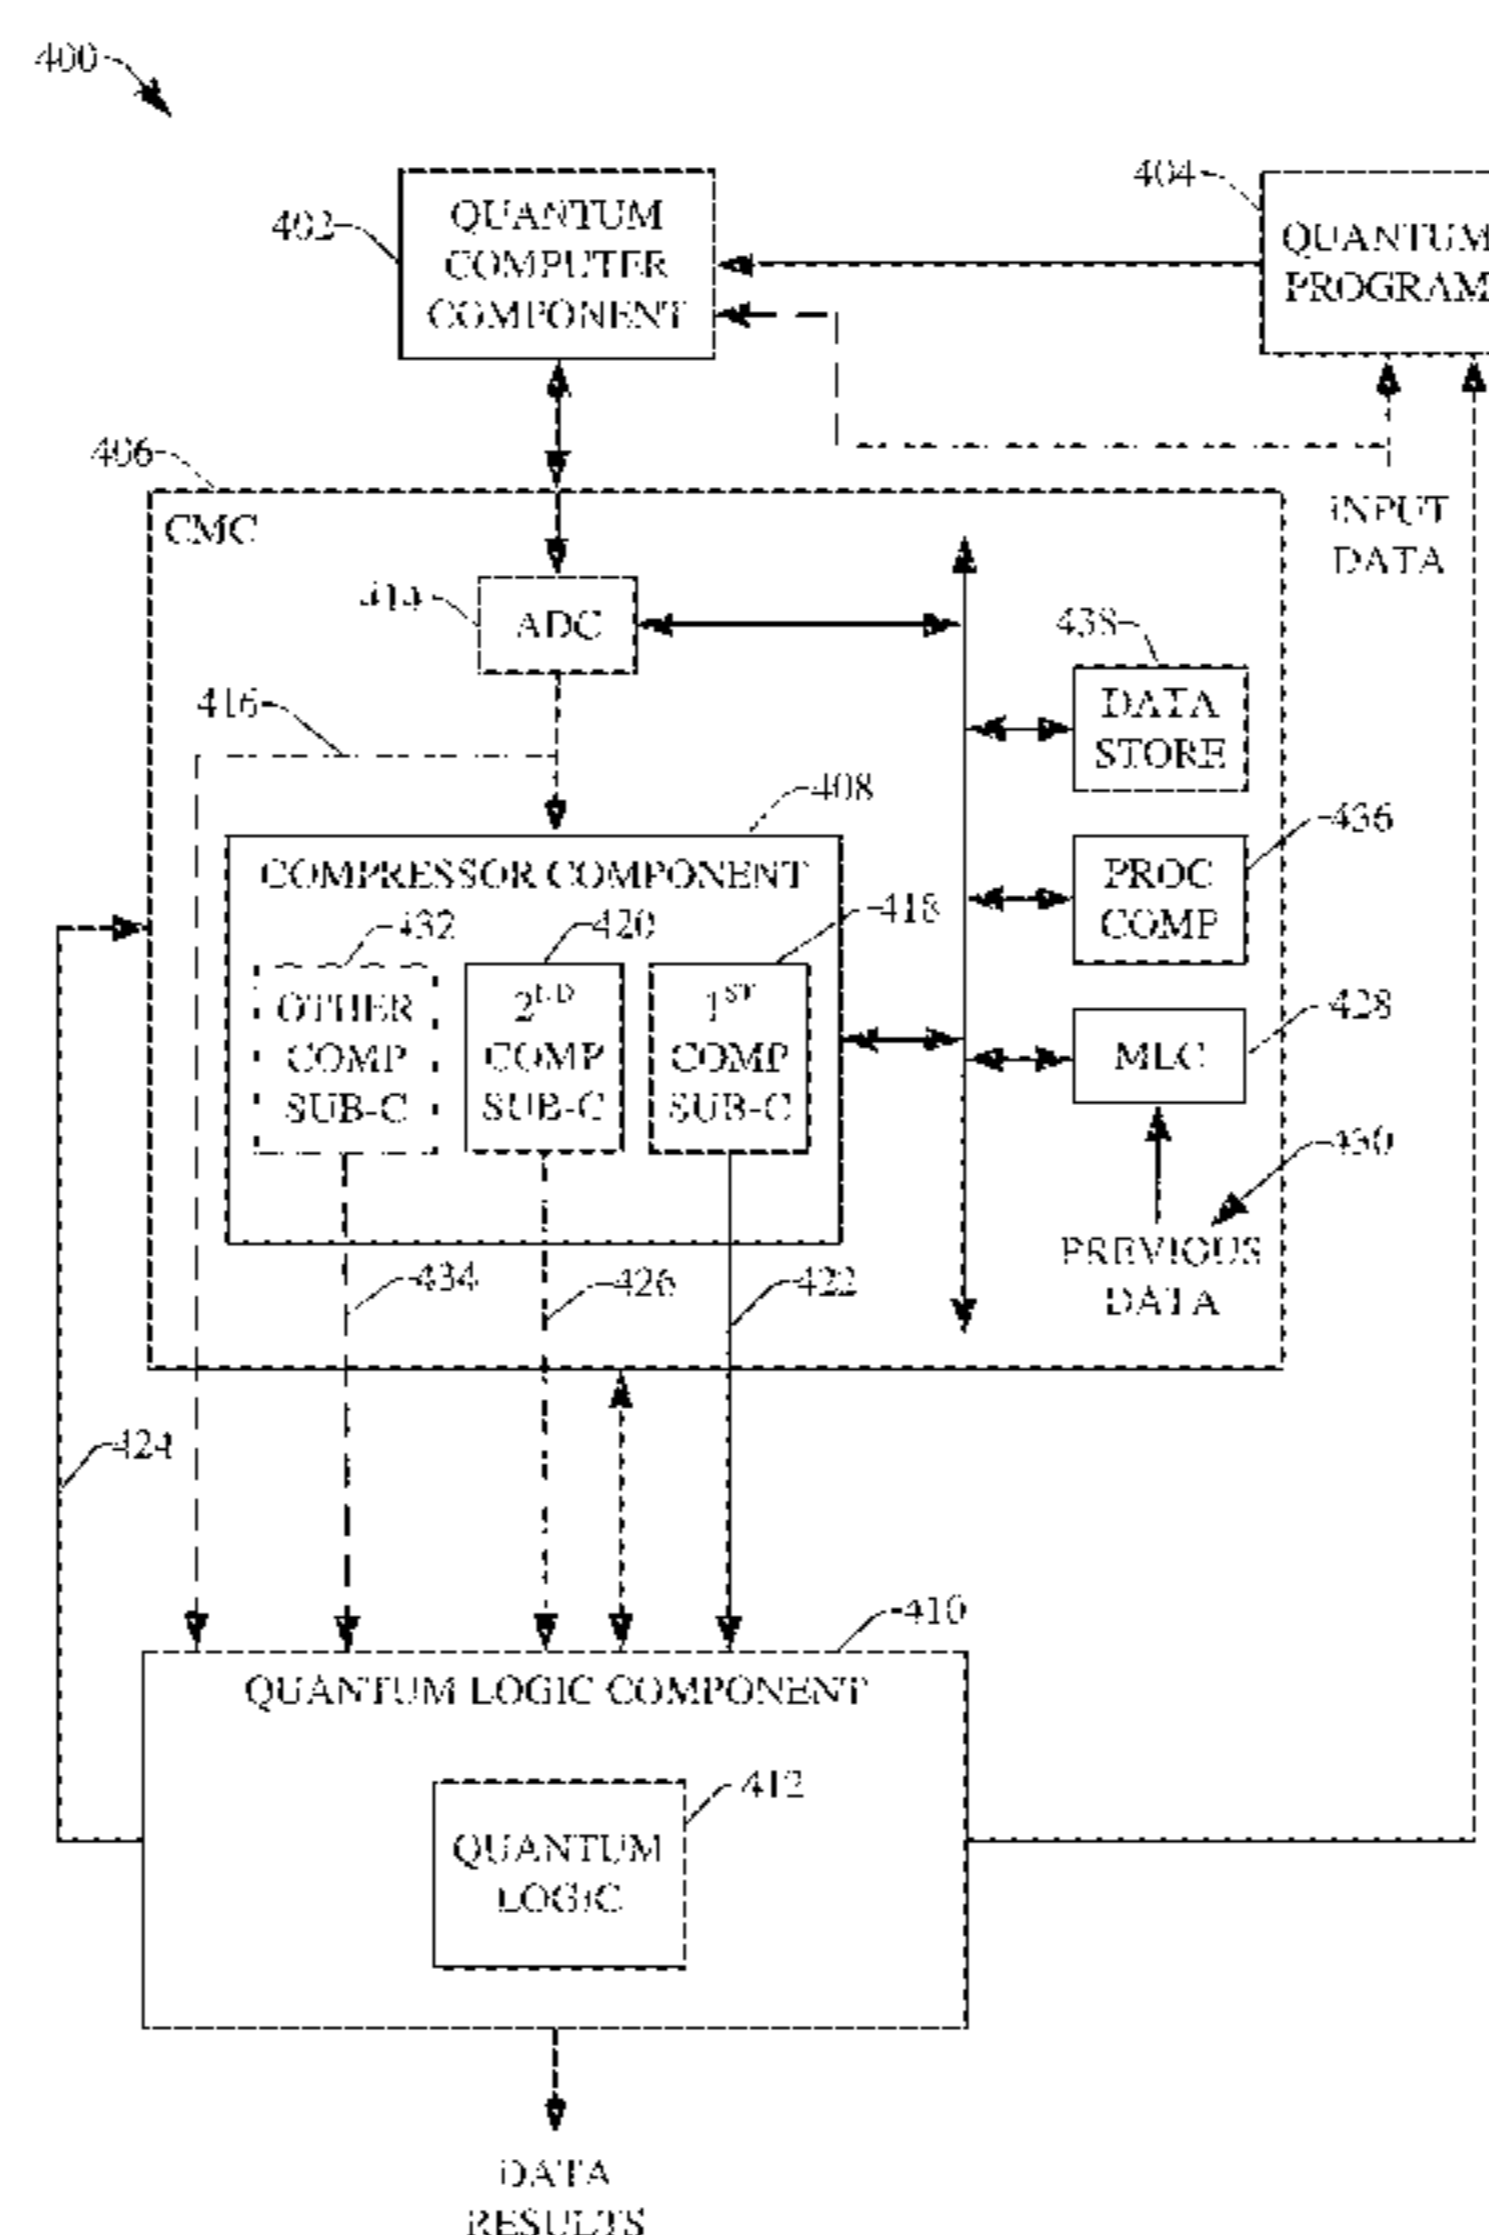 400
402
QUANTUM
COMPUTER
COMPONENT
404
QUANTUM
PROGRAM
406
CMC
INPUT
DATA
414
ADC
416
438
DATA
STORE
408
COMPRESSOR COMPONENT
436
PROC
COMP
432
OTHER
COMP
SUB-C
420
2ND
COMP
SUB-C
418
1ST
COMP
SUB-C
428
MLC
430
PREVIOUS
DATA
434
426
422
424
410
QUANTUM LOGIC COMPONENT
412
QUANTUM
LOGIC
DATA
RESULTS